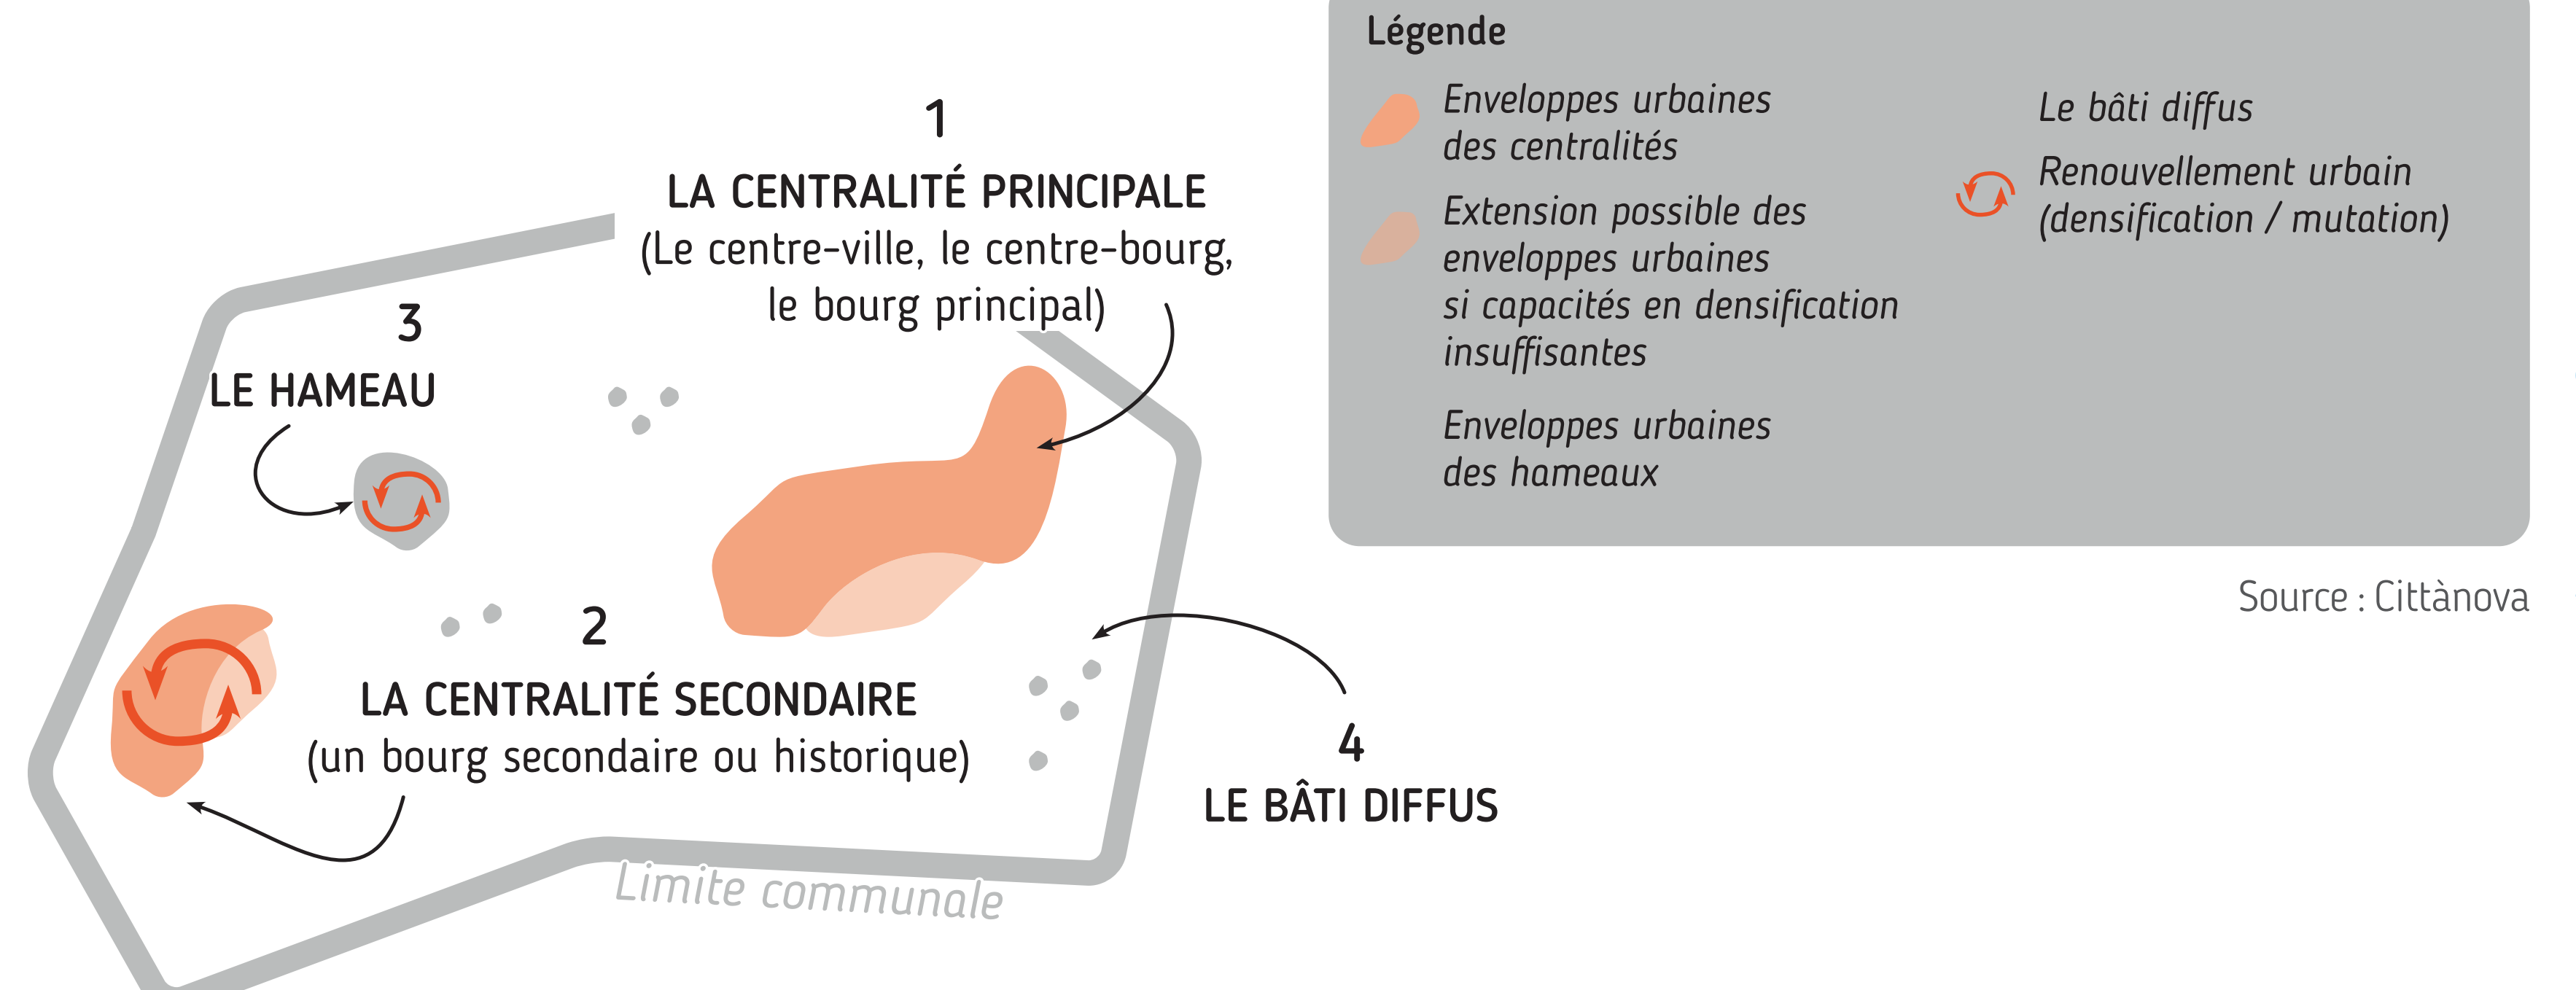 1
LA CENTRALITÉ PRINCIPALE
(Le centre-ville, le centre-bourg,
le bourg principal)
3
LE HAMEAU
2
LA CENTRALITÉ SECONDAIRE
(un bourg secondaire ou historique)
4
LE BÂTI DIFFUS
Limite communale
Légende
Enveloppes urbaines
des centralités
Extension possible des
enveloppes urbaines
si capacités en densification
insuffisantes
Enveloppes urbaines
des hameaux
Le bâti diffus
Renouvellement urbain
(densification / mutation)
Source : Cittànova